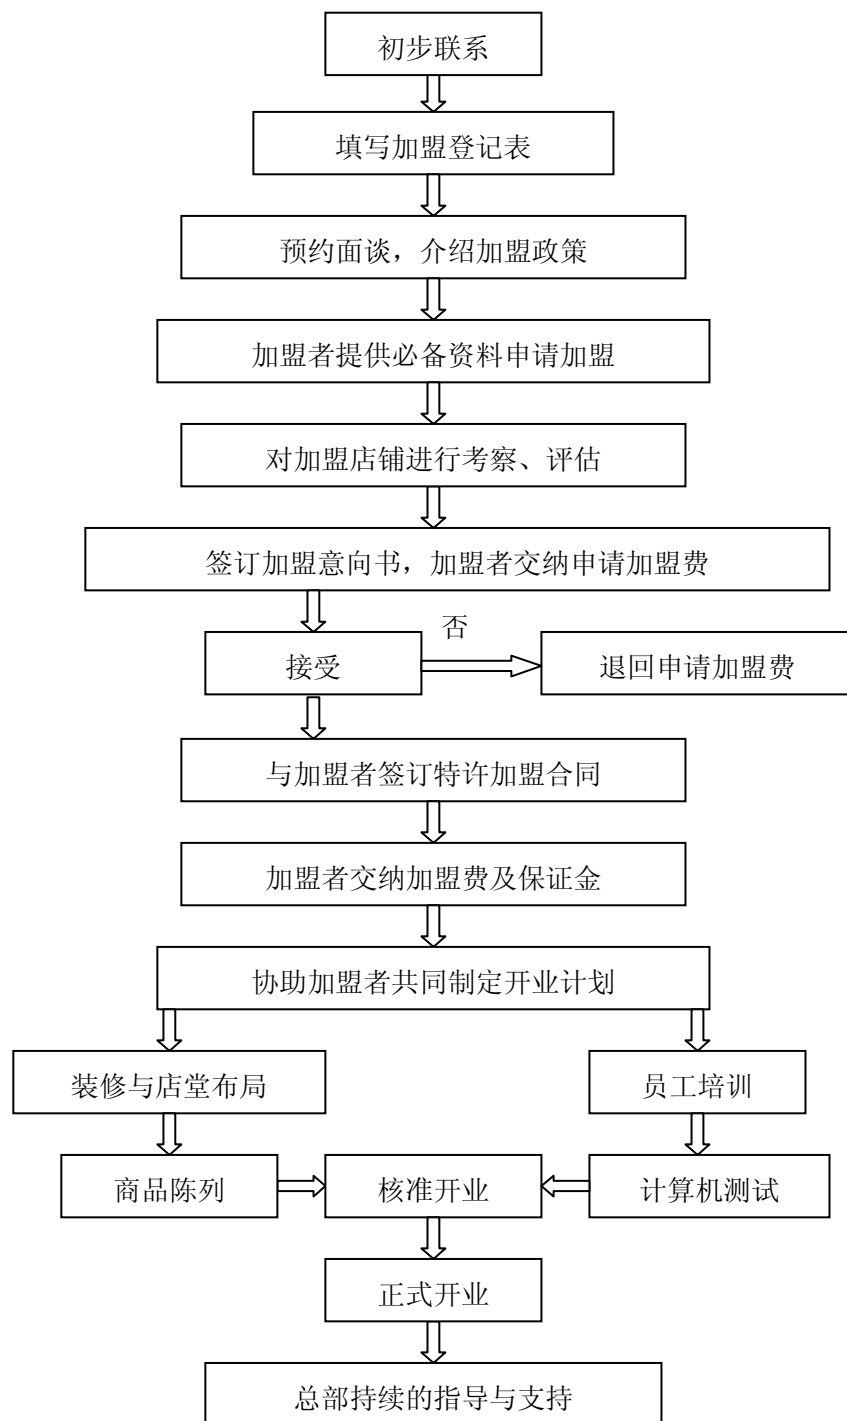 初步联系
填写加盟登记表
预约面谈，介绍加盟政策
加盟者提供必备资料申请加盟
对加盟店铺进行考察、评估
签订加盟意向书，加盟者交纳申请加盟费
否
接受
退回申请加盟费
与加盟者签订特许加盟合同
加盟者交纳加盟费及保证金
协助加盟者共同制定开业计划
装修与店堂布局
员工培训
商品陈列
核准开业
计算机测试
正式开业
总部持续的指导与支持